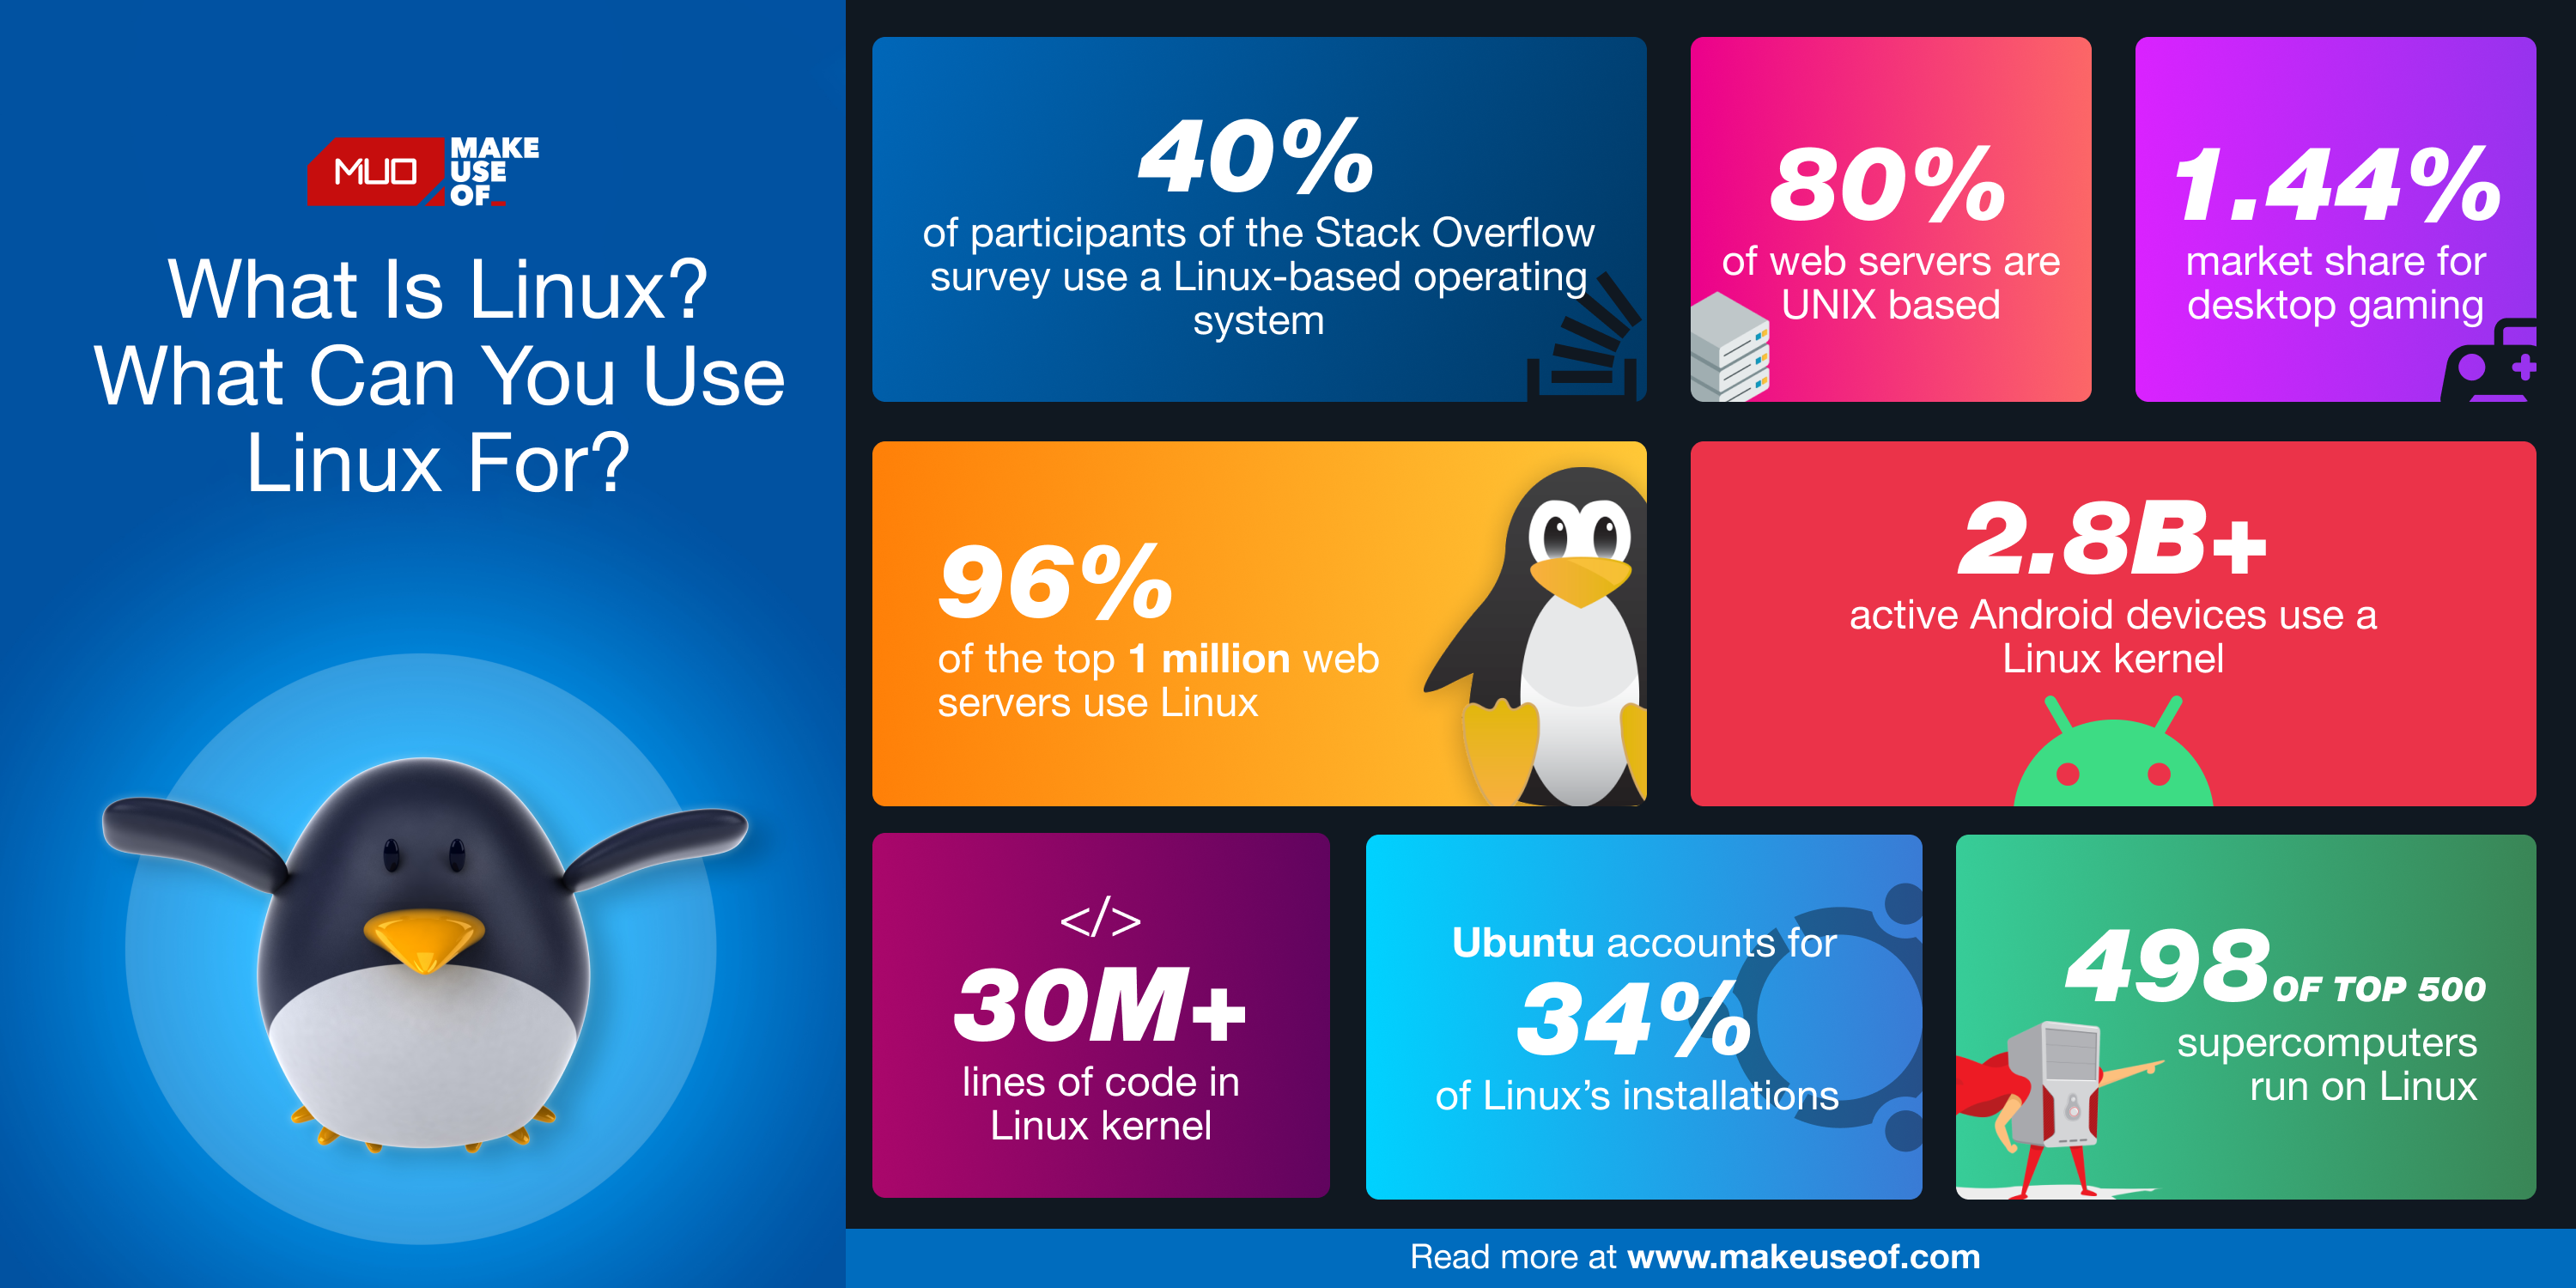 MUO
MAKE
USE
OF_
What Is Linux?
What Can You Use
Linux For?
40%
of participants of the Stack Overflow
survey use a Linux-based operating
system
80%
of web servers are
UNIX based
1.44%
market share for
desktop gaming
96%
of the top 1 million web
servers use Linux
2.8B+
active Android devices use a
Linux kernel
</>
30M+
lines of code in
Linux kernel
Ubuntu accounts for
34%
of Linux’s installations
498 OF TOP 500
supercomputers
run on Linux
Read more at www.makeuseof.com